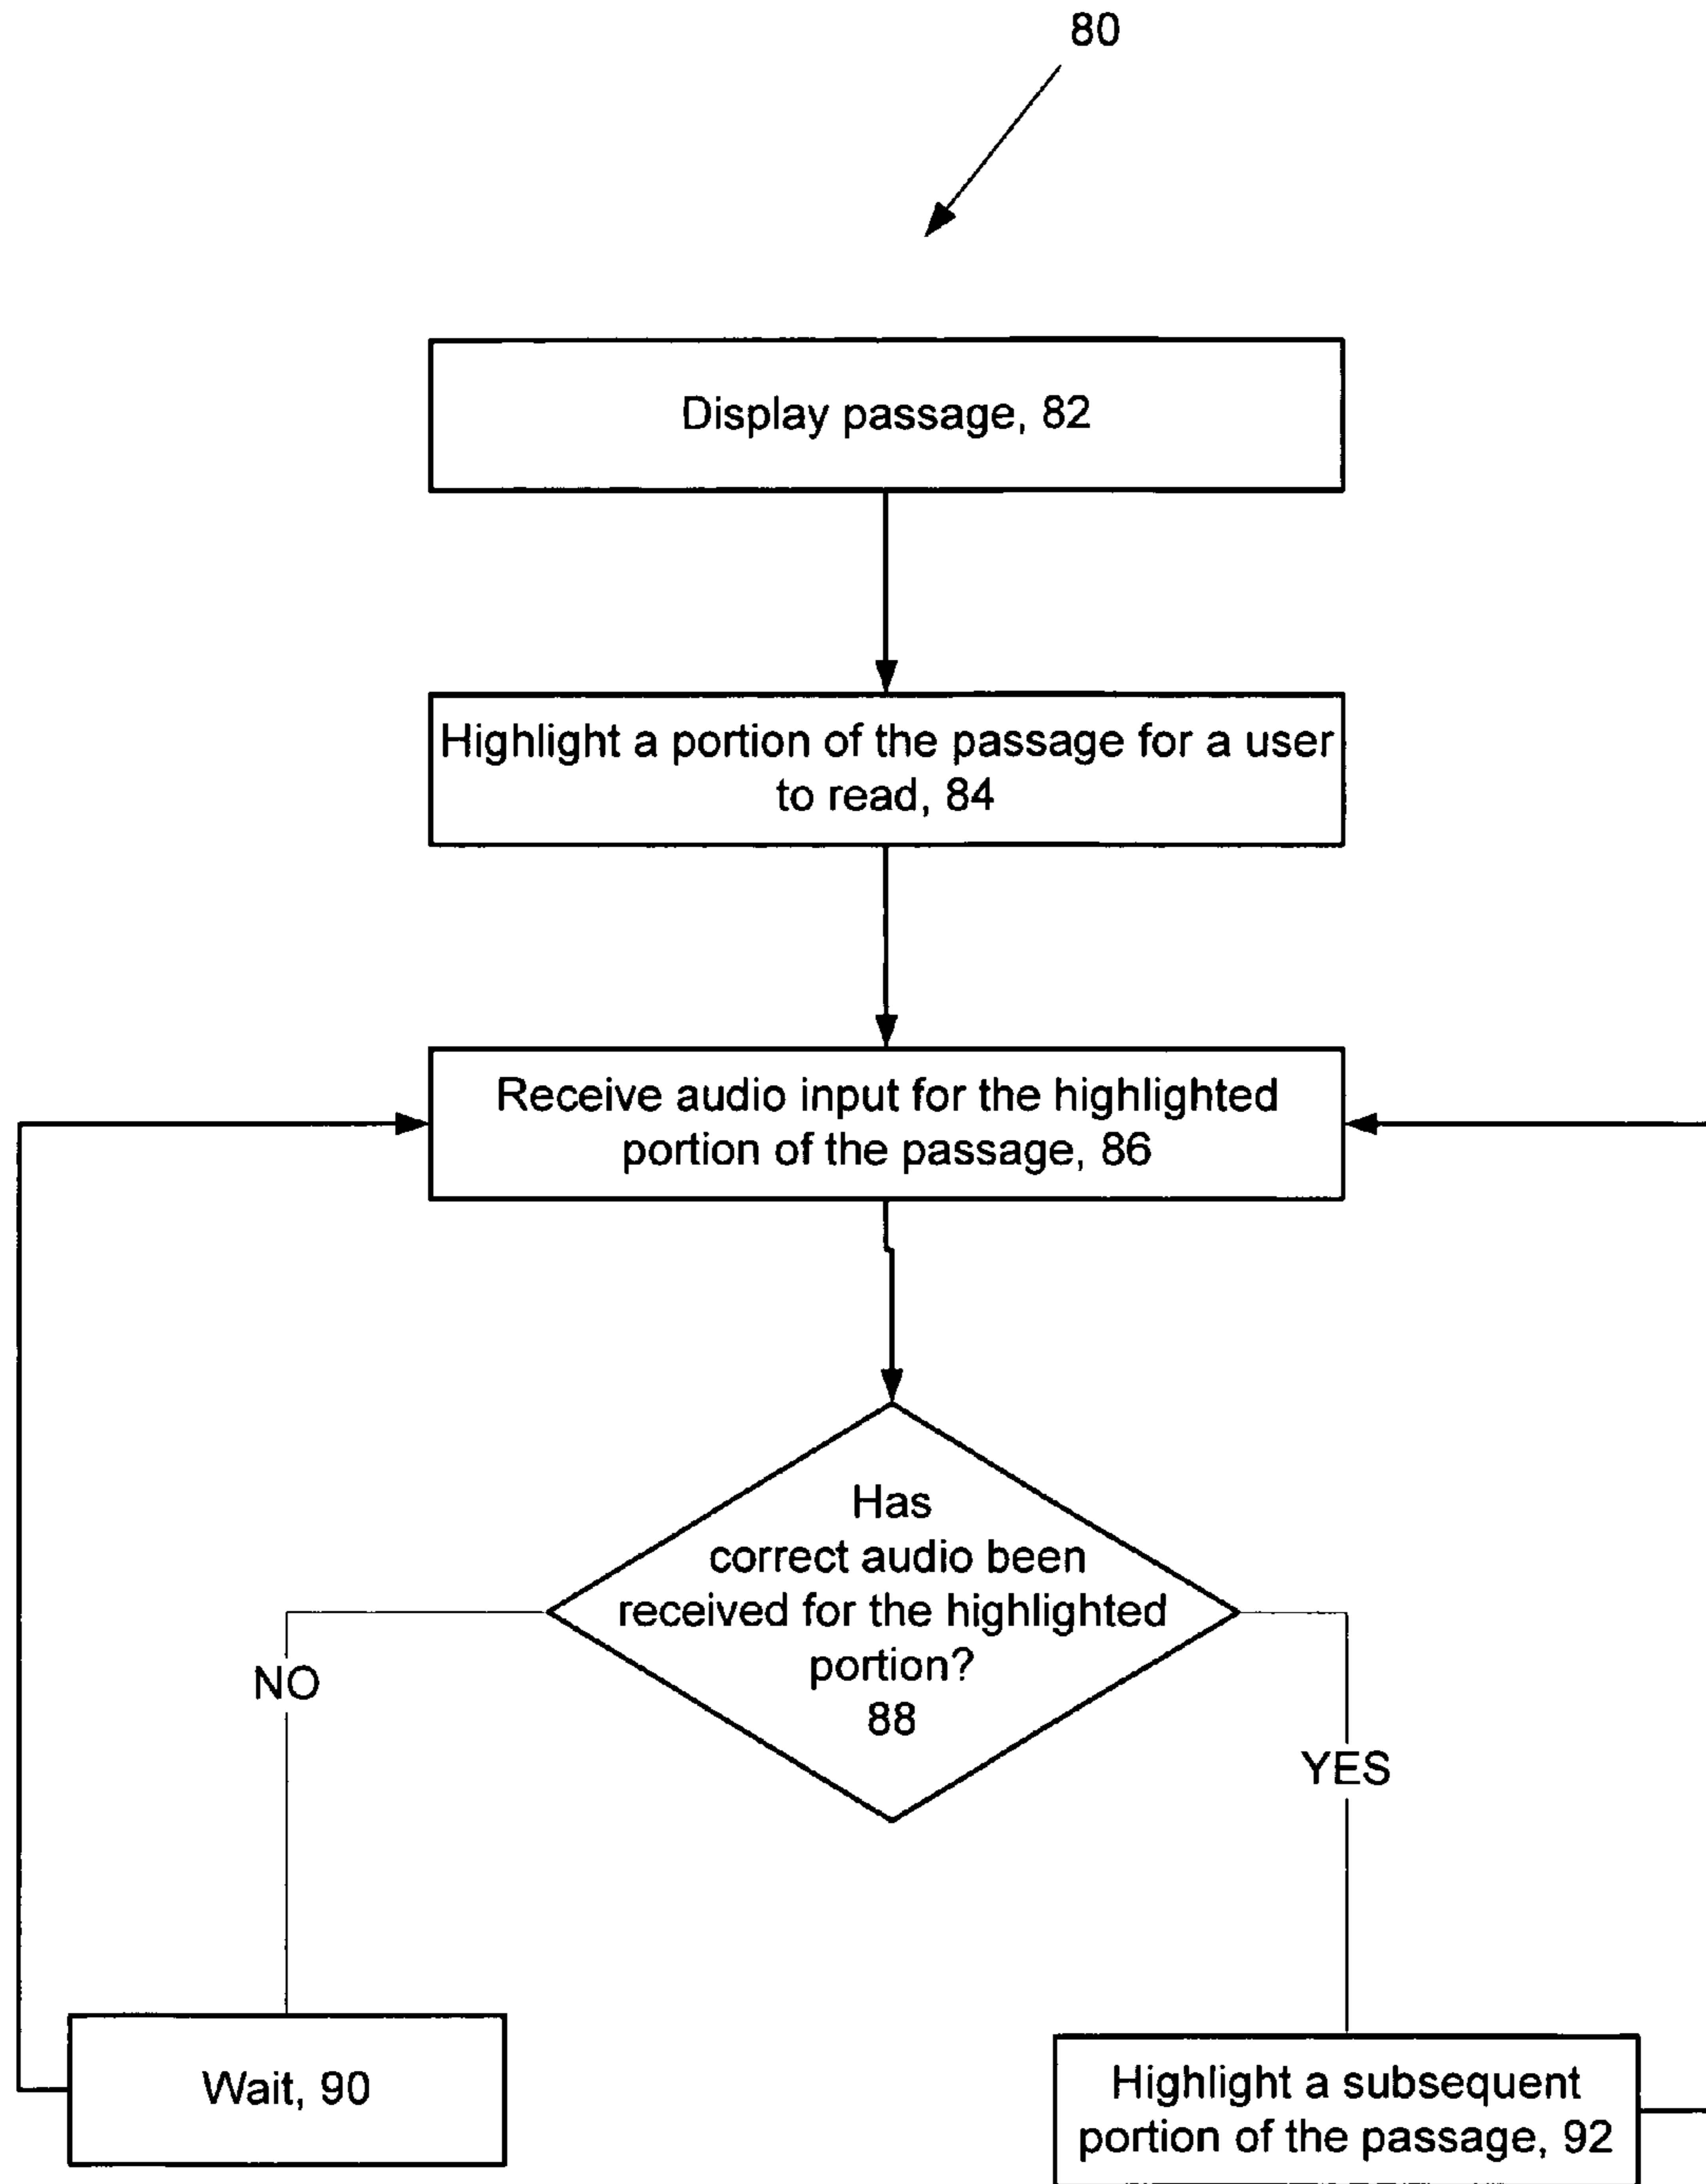 80
Display passage, 82
Highlight a portion of the passage for a user
to read, 84
Receive audio input for the highlighted
portion of the passage, 86
Has
correct audio been
received for the highlighted
portion?
88
NO
YES
Wait, 90
Highlight a subsequent
portion of the passage, 92